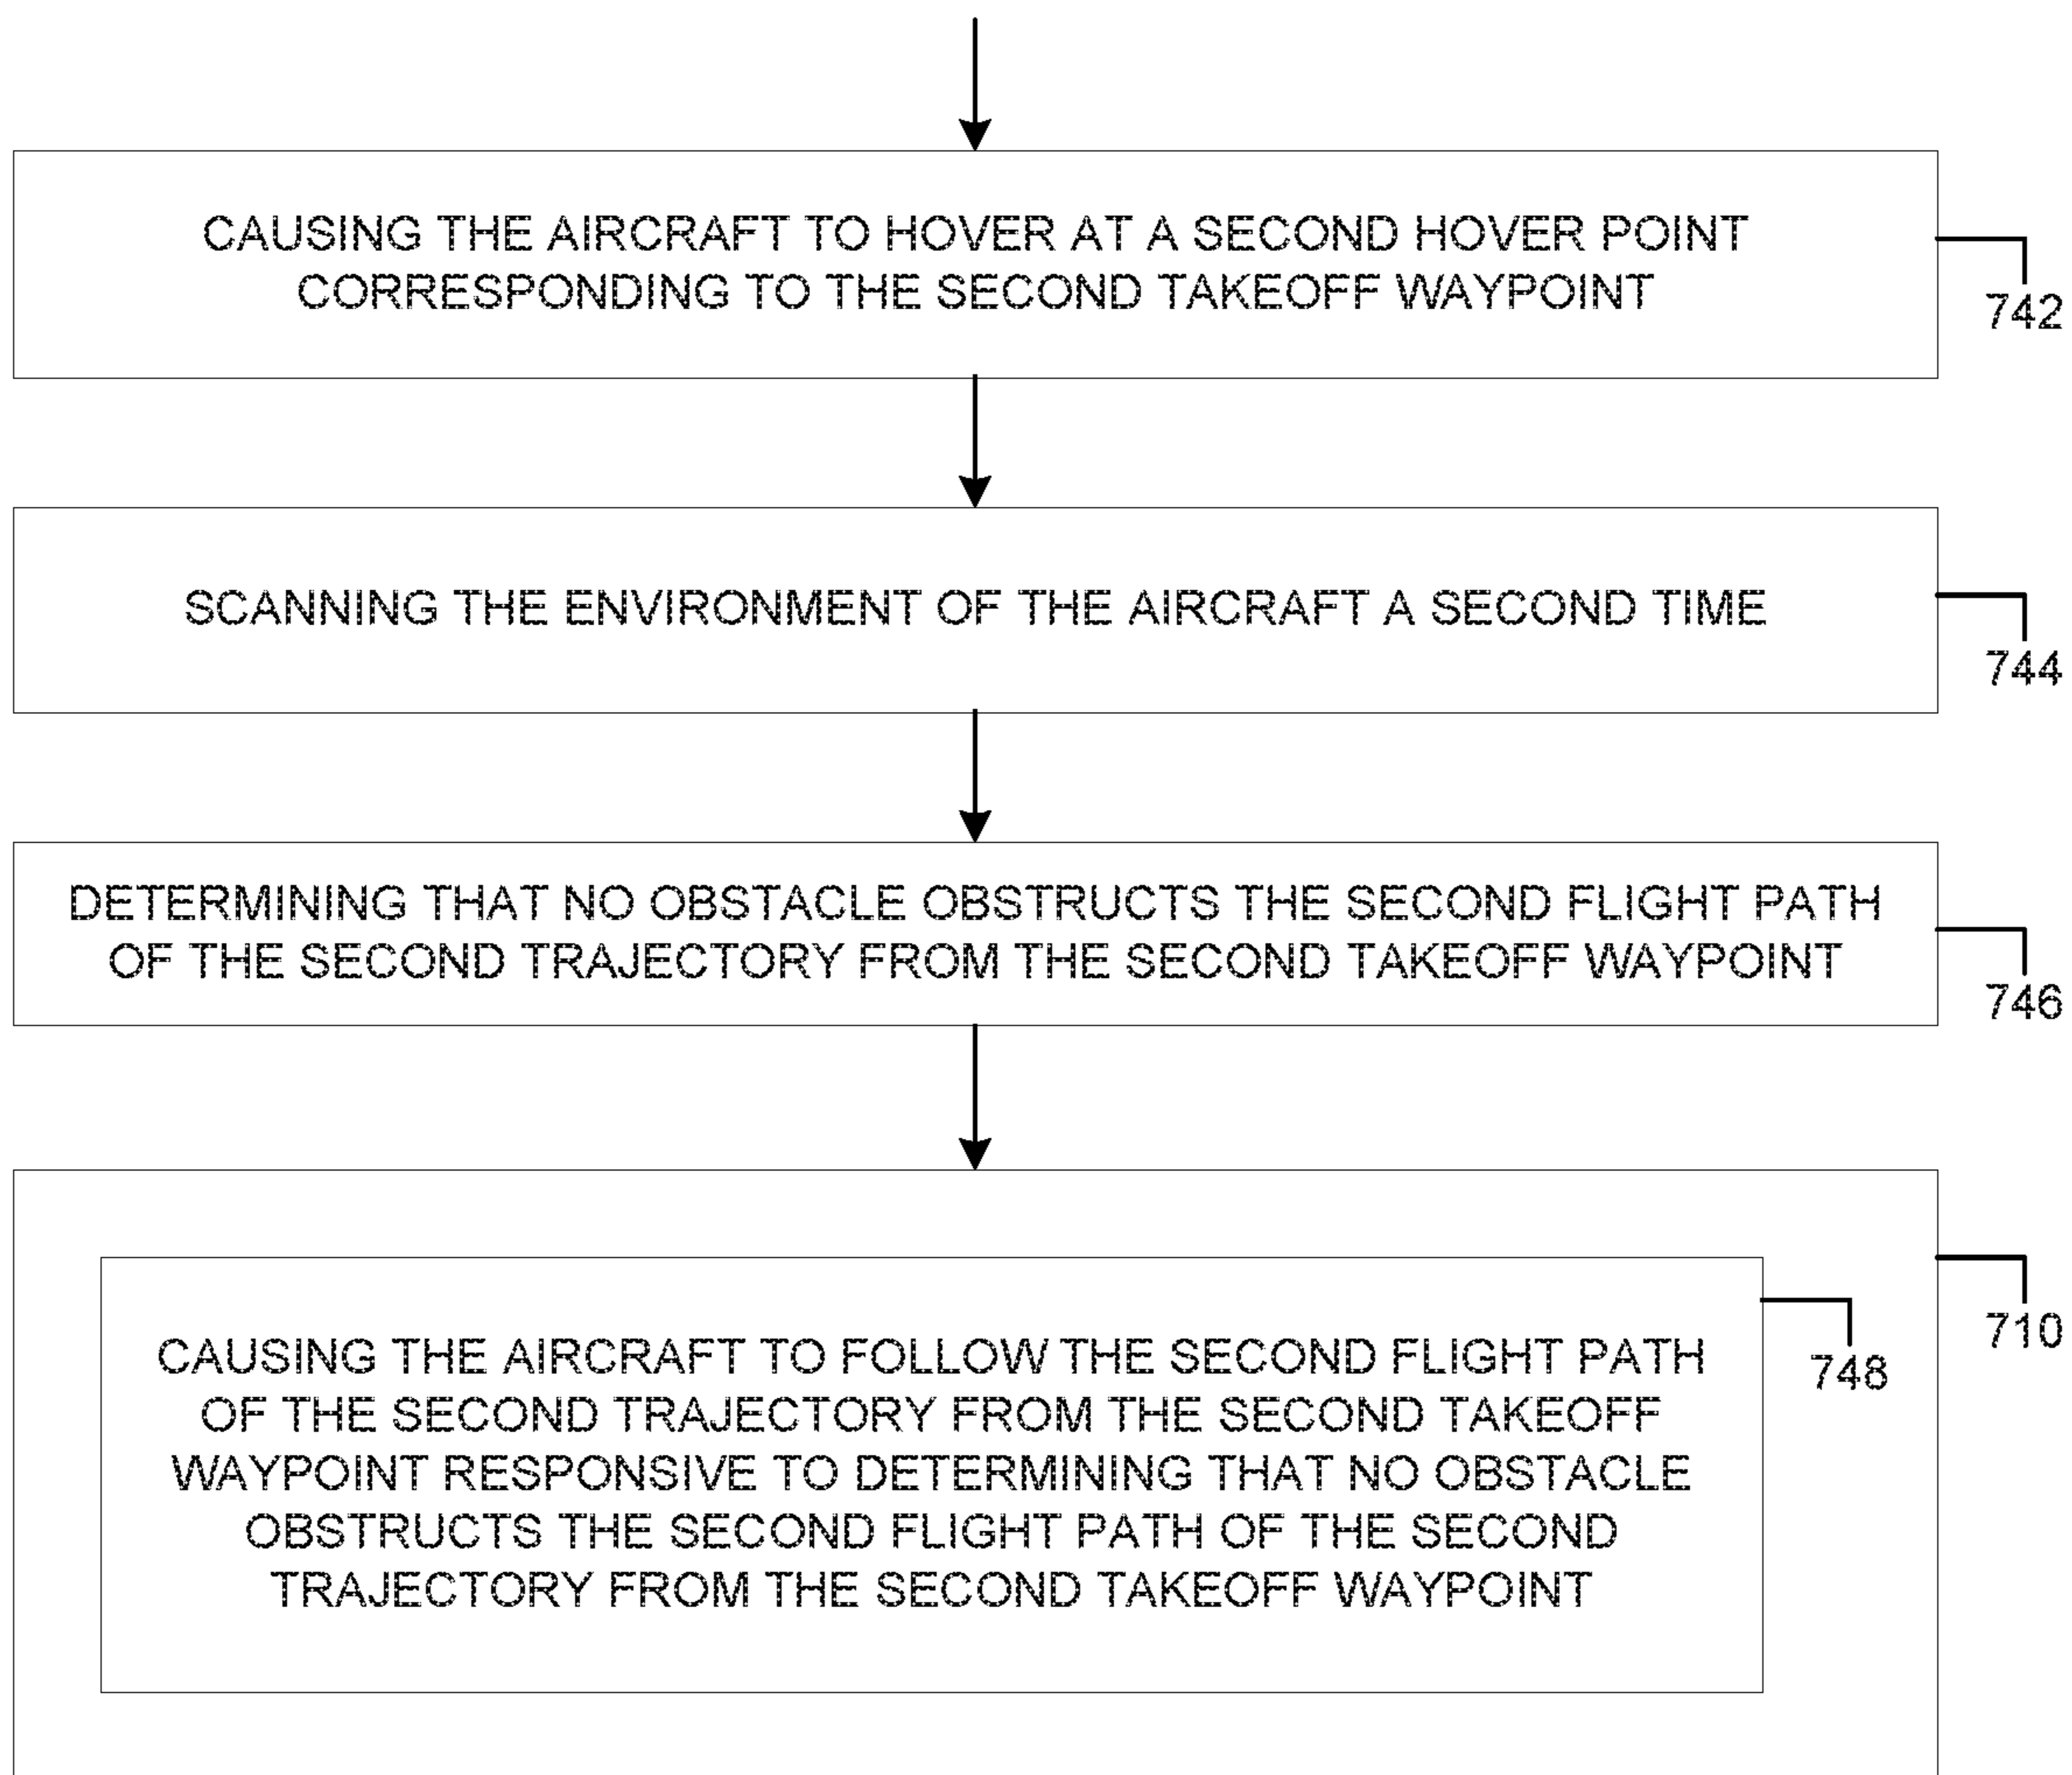 CAUSING THE AIRCRAFT TO HOVER AT A SECOND HOVER POINT
CORRESPONDING TO THE SECOND TAKEOFF WAYPOINT
742
SCANNING THE ENVIRONMENT OF THE AIRCRAFT A SECOND TIME
744
DETERMINING THAT NO OBSTACLE OBSTRUCTS THE SECOND FLIGHT PATH
OF THE SECOND TRAJECTORY FROM THE SECOND TAKEOFF WAYPOINT
746
710
CAUSING THE AIRCRAFT TO FOLLOW THE SECOND FLIGHT PATH
OF THE SECOND TRAJECTORY FROM THE SECOND TAKEOFF
WAYPOINT RESPONSIVE TO DETERMINING THAT NO OBSTACLE
OBSTRUCTS THE SECOND FLIGHT PATH OF THE SECOND
TRAJECTORY FROM THE SECOND TAKEOFF WAYPOINT
748